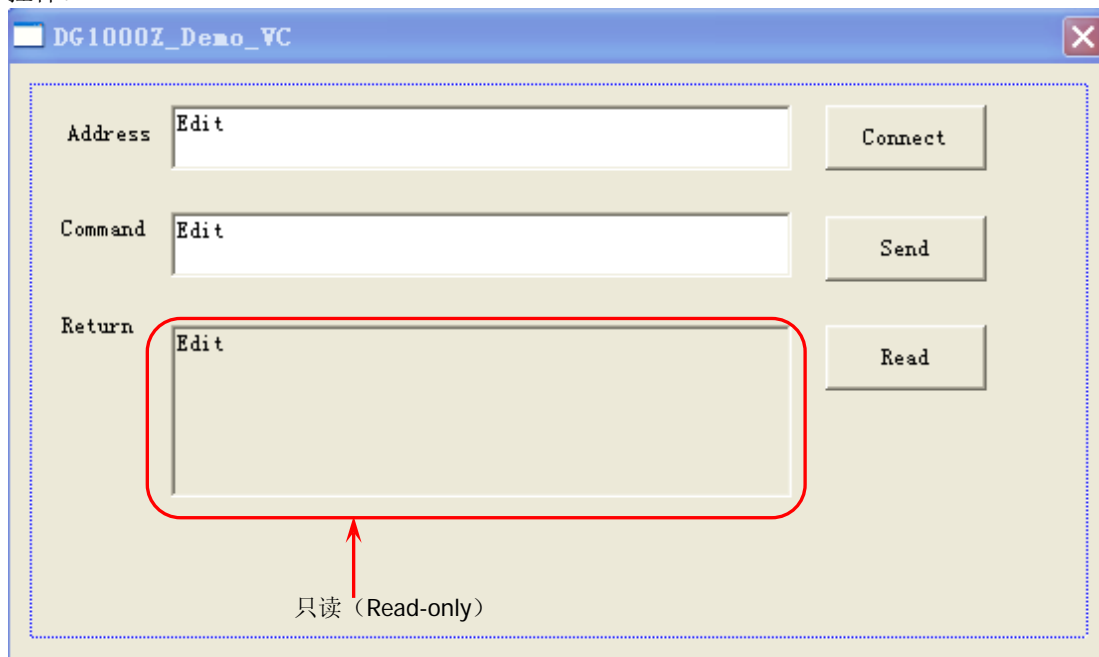 DG1000Z_Demo_VC
Address
Edit
Connect
Command
Edit
Send
Return
Edit
Read
只读（Read-only）